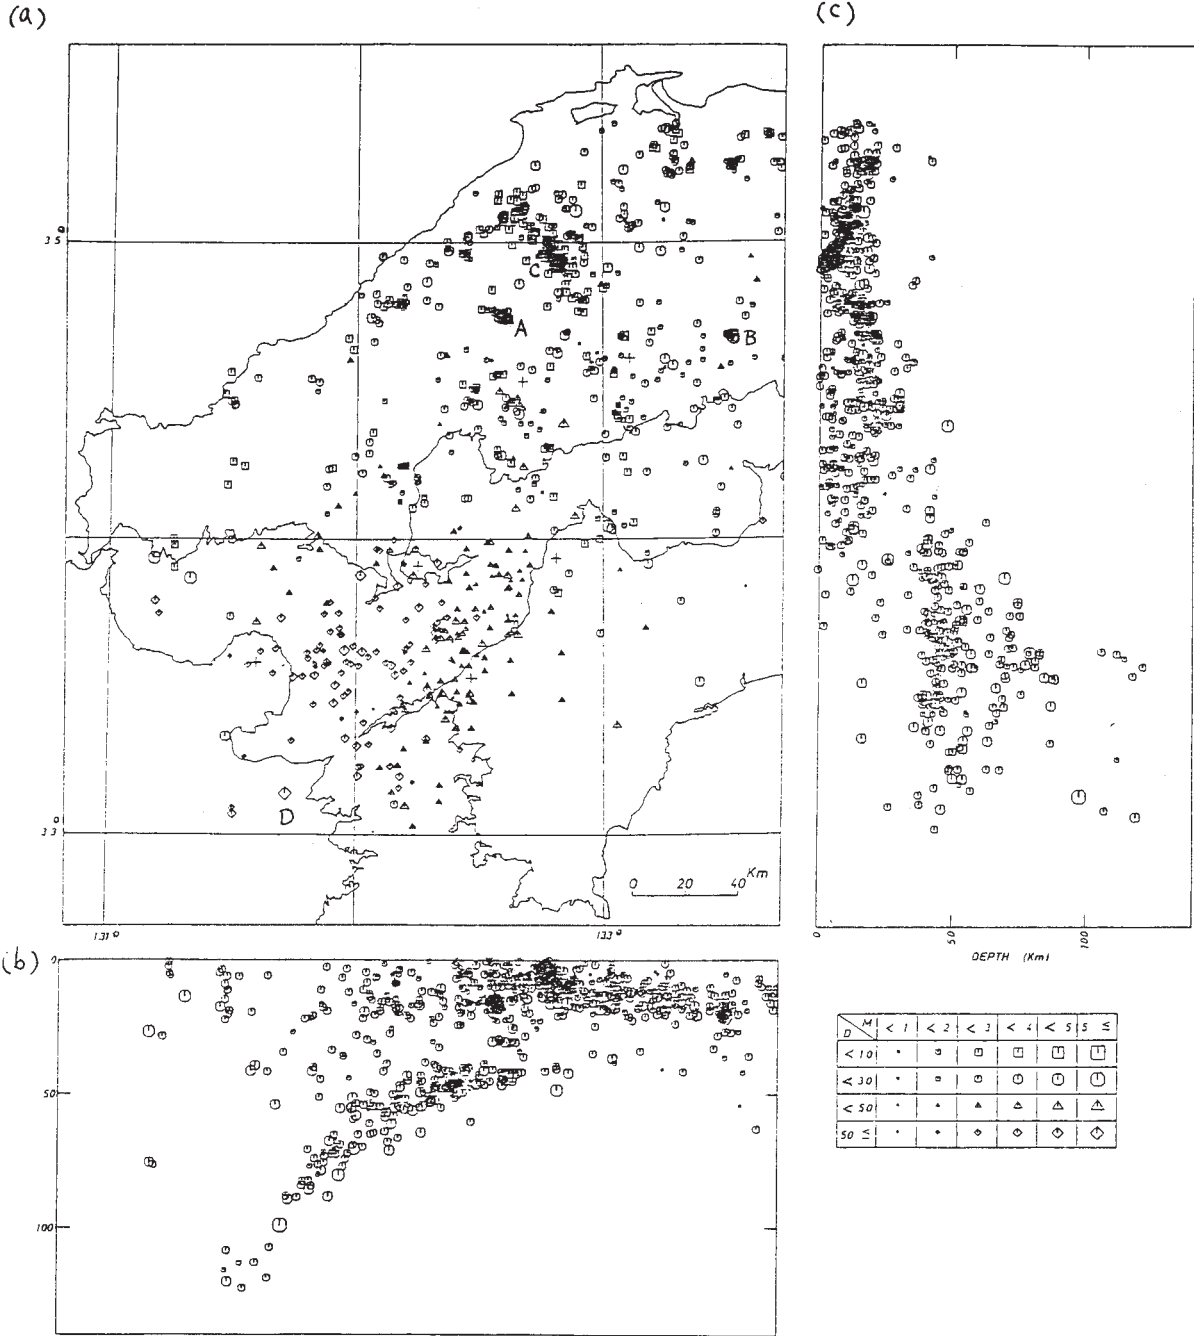 (a)
(c)
35°
C
A
B
D
33°
0 20 40 Km
131°
133°
0 50 100
DEPTH (Km)
(b)
0
50
100
D M < 1 < 2 < 3 < 4 < 5 5 ≤
< 10
< 30
< 50
50 ≤